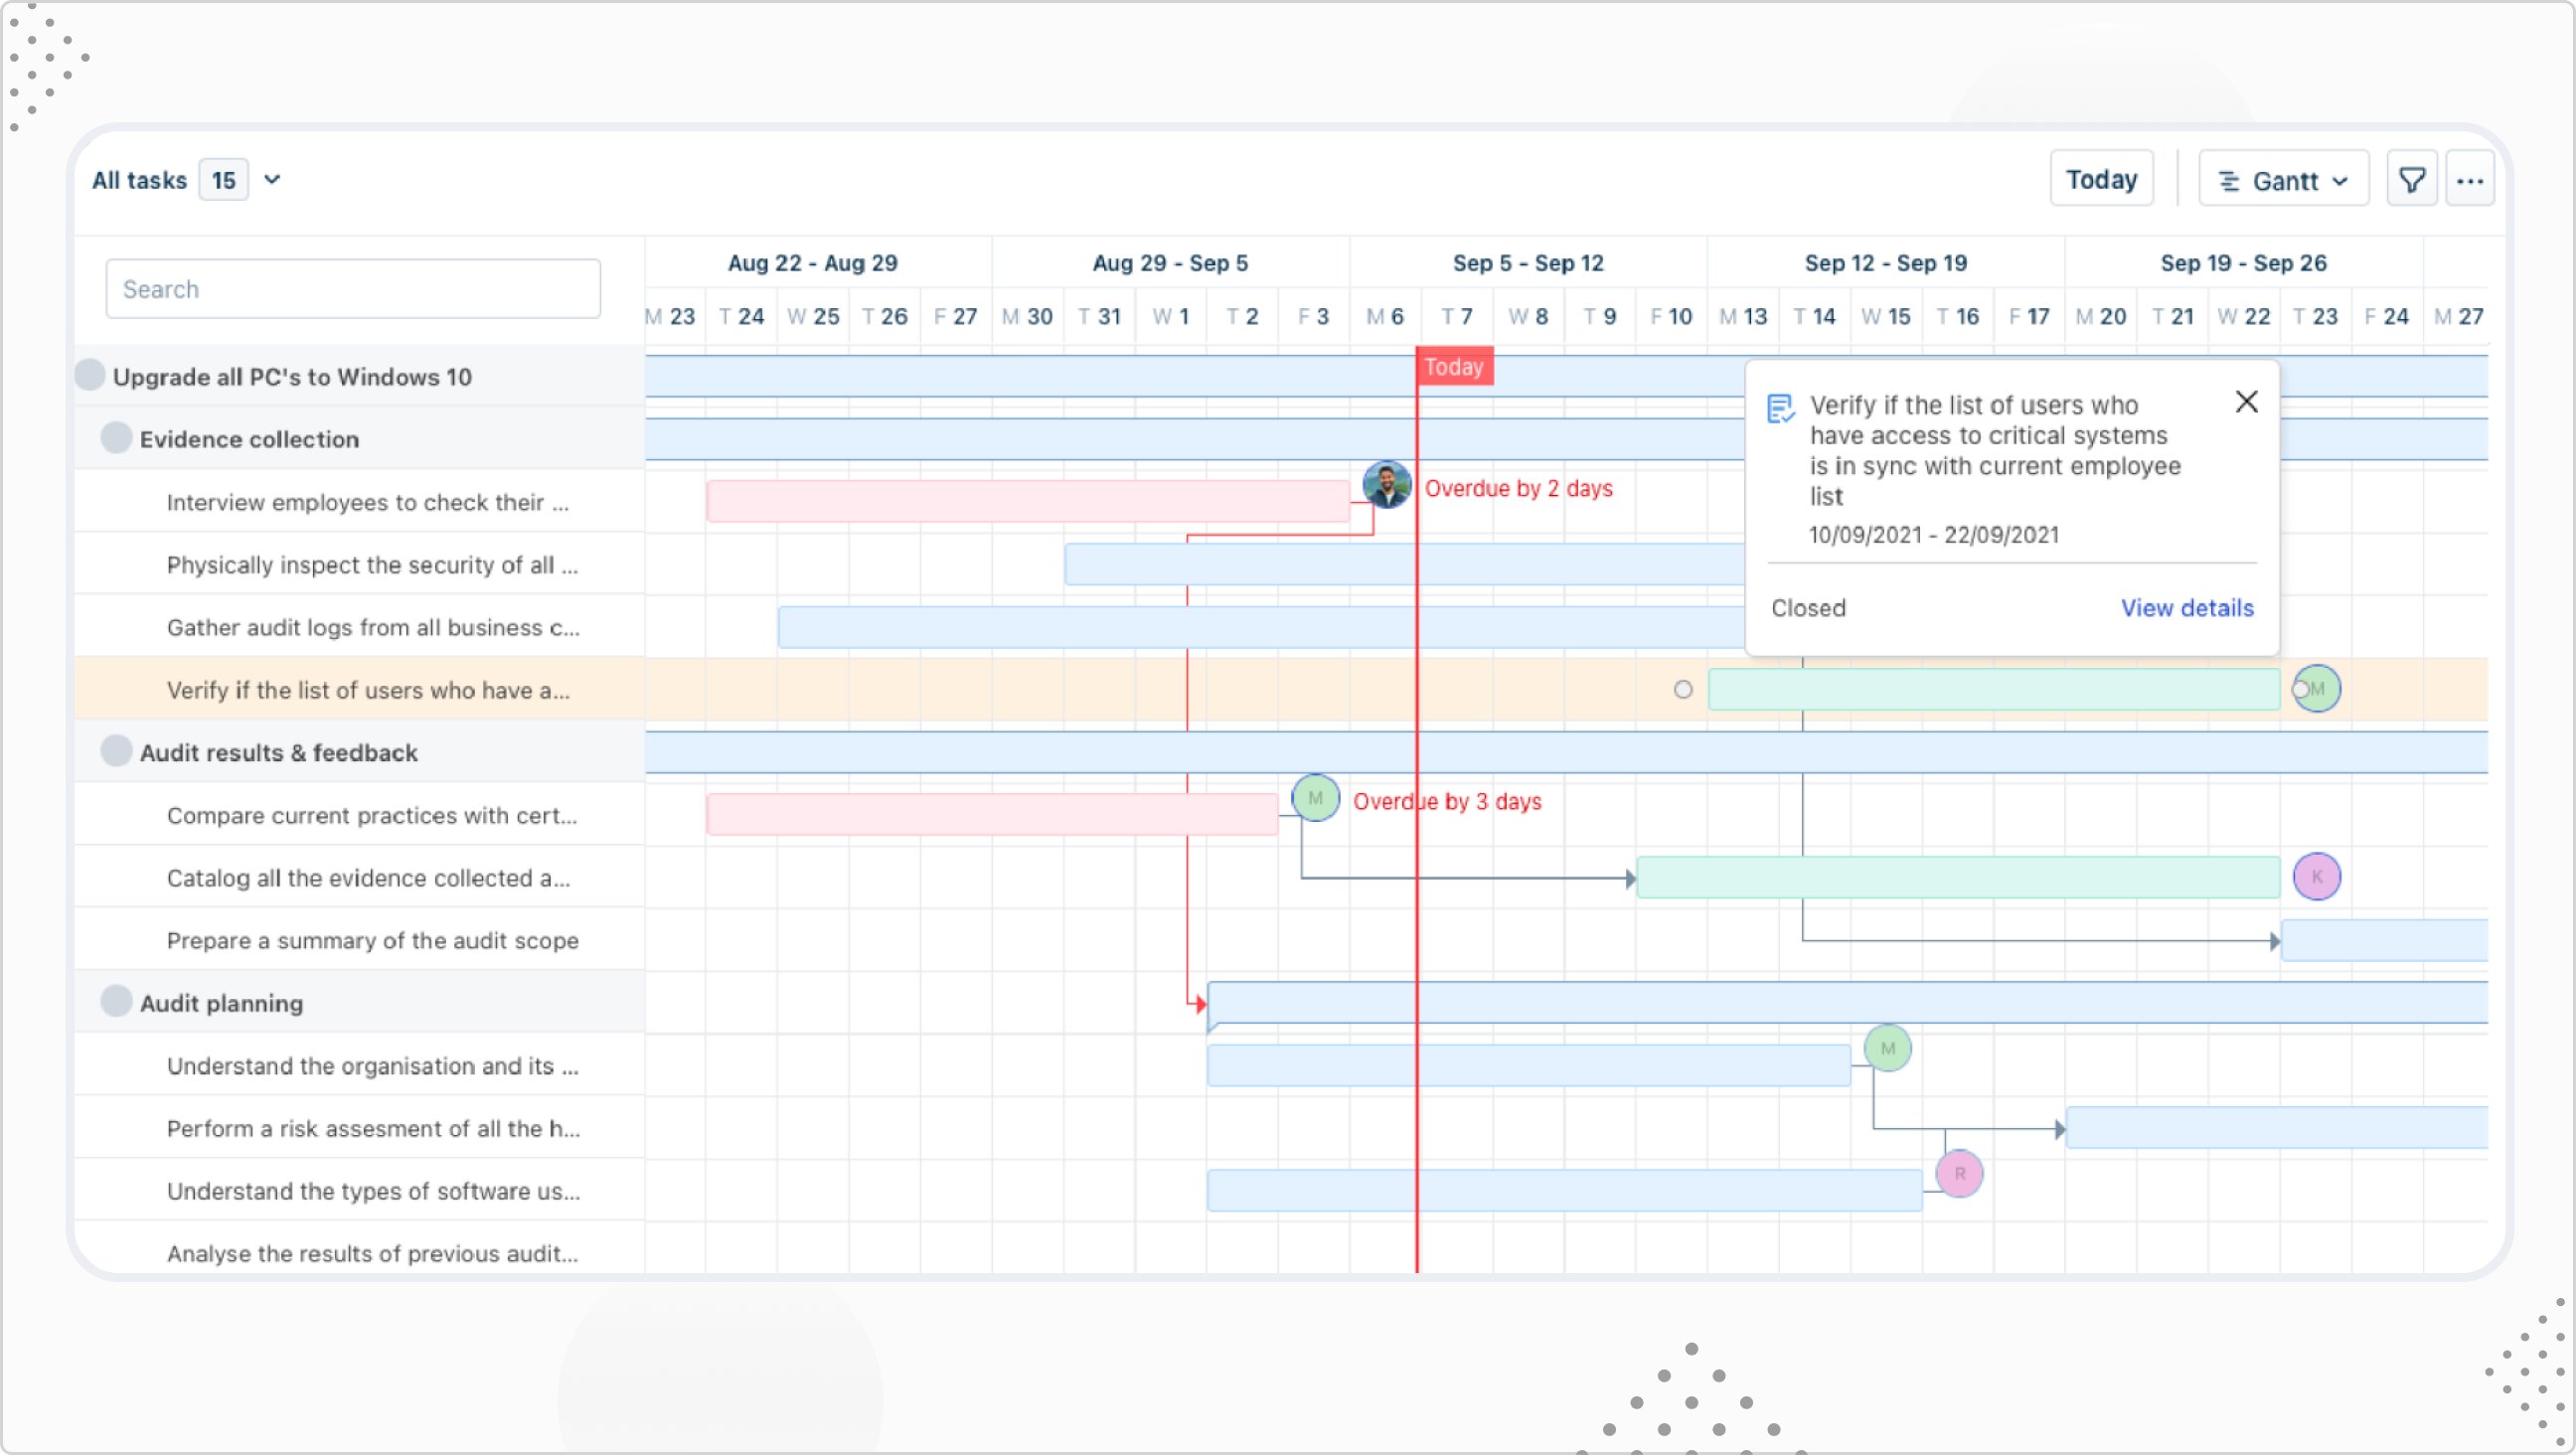 All tasks 15
Today
Gantt
Search
Aug 22 - Aug 29
Aug 29 - Sep 5
Sep 5 - Sep 12
Sep 12 - Sep 19
Sep 19 - Sep 26
M 23 T 24 W 25 T 26 F 27 M 30 T 31 W 1 T 2 F 3 M 6 T 7 W 8 T 9 F 10 M 13 T 14 W 15 T 16 F 17 M 20 T 21 W 22 T 23 F 24 M 27
Upgrade all PC's to Windows 10
Today
Verify if the list of users who
have access to critical systems
is in sync with current employee
list
10/09/2021 - 22/09/2021
Closed
View details
Evidence collection
Interview employees to check their ...
Overdue by 2 days
Physically inspect the security of all ...
Gather audit logs from all business c...
Verify if the list of users who have a...
M
Audit results & feedback
Compare current practices with cert...
M
Overdue by 3 days
Catalog all the evidence collected a...
K
Prepare a summary of the audit scope
Audit planning
Understand the organisation and its ...
M
Perform a risk assesment of all the h...
Understand the types of software us...
R
Analyse the results of previous audit...